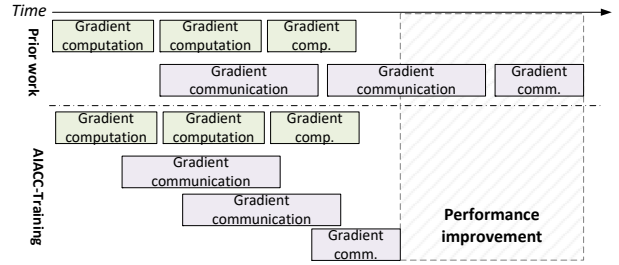 Time
Prior work
Gradient
computation
Gradient
computation
Gradient
comp.
Gradient
communication
Gradient
communication
Gradient
comm.
AIACC-Training
Gradient
computation
Gradient
computation
Gradient
comp.
Gradient
communication
Gradient
communication
Gradient
comm.
Performance
improvement